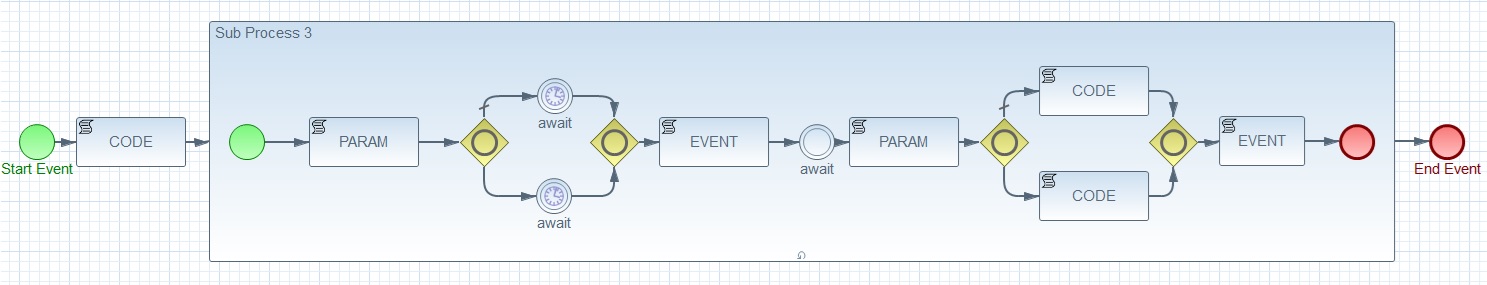 Sub Process 3
Start Event
CODE
PARAM
await
await
EVENT
await
PARAM
CODE
CODE
EVENT
End Event